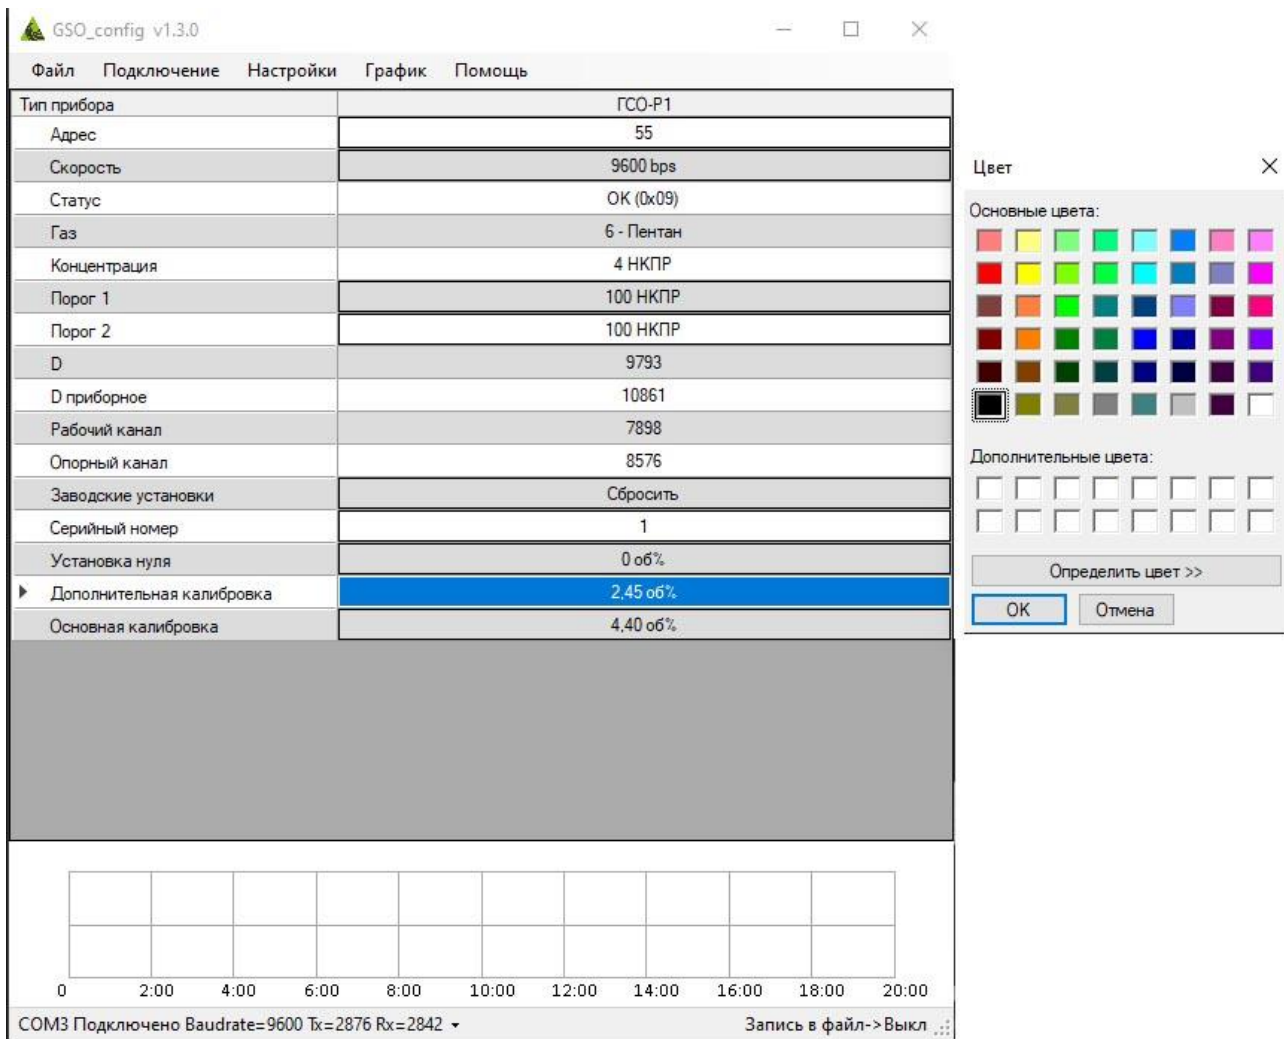 GSO_config v1.3.0
Файл Подключение Настройки График Помощь
Тип прибора ГСО-Р1
Адрес 55
Скорость 9600 bps
Статус OK (0x09)
Газ 6 - Пентан
Концентрация 4 НКПР
Порог 1 100 НКПР
Порог 2 100 НКПР
D 9793
D приборное 10861
Рабочий канал 7898
Опорный канал 8576
Заводские установки Сбросить
Серийный номер 1
Установка нуля 0 об%
Дополнительная калибровка 2,45 об%
Основная калибровка 4,40 об%
0 2:00 4:00 6:00 8:00 10:00 12:00 14:00 16:00 18:00 20:00
COM3 Подключено Baudrate=9600 Tx=2876 Rx=2842 Запись в файл->Выкл
Цвет
Основные цвета:
Дополнительные цвета:
Определить цвет >>
OK Отмена